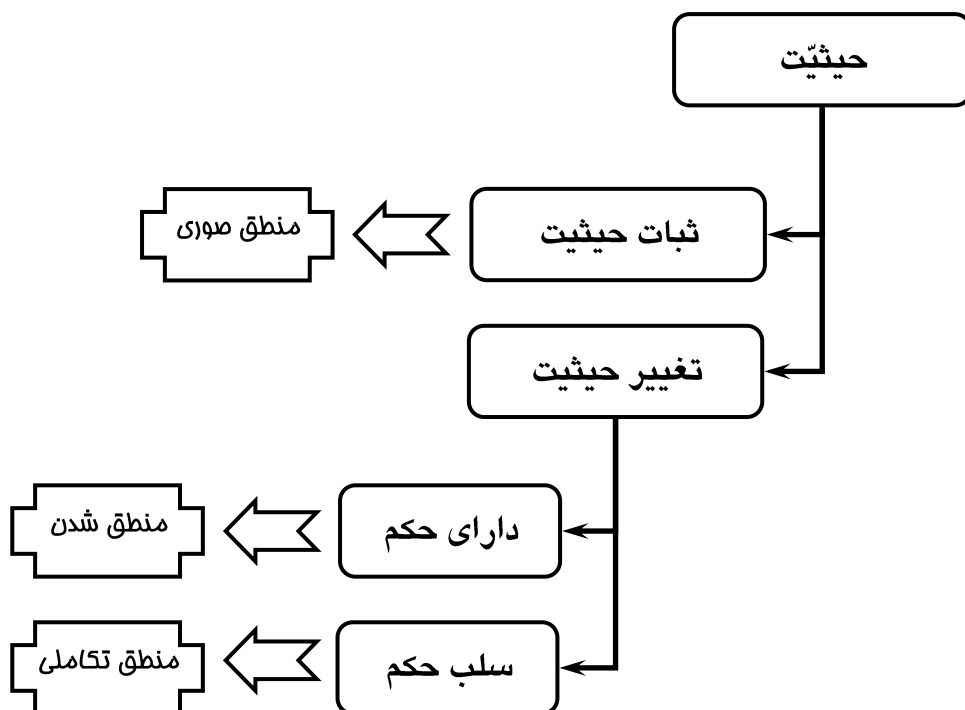 حیثیّت
ثبات حیثیت
منطق صوری
تغییر حیثیت
دارای حکم
منطق شدن
سلب حکم
منطق تکاملی